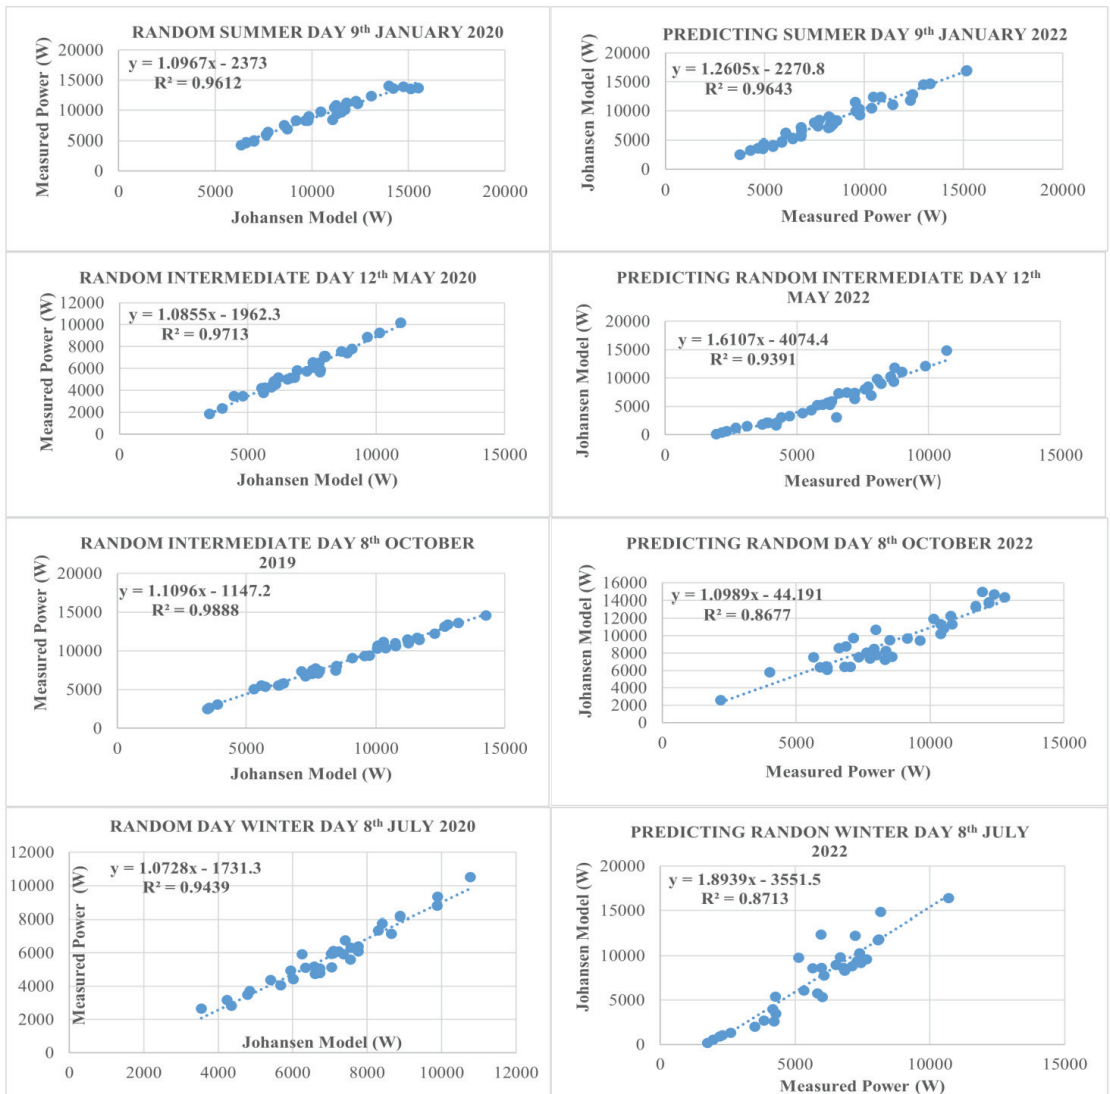 RANDOM SUMMER DAY 9th JANUARY 2020
y = 1.0967x - 2373
R² = 0.9612
Measured Power (W)
20000
15000
10000
5000
0
0 5000 10000 15000 20000
Johansen Model (W)
PREDICTING SUMMER DAY 9th JANUARY 2022
y = 1.2605x - 2270.8
R² = 0.9643
Johansen Model (W)
20000
15000
10000
5000
0
0 5000 10000 15000 20000
Measured Power (W)
RANDOM INTERMEDIATE DAY 12th MAY 2020
y = 1.0855x - 1962.3
R² = 0.9713
Measured Power (W)
12000
10000
8000
6000
4000
2000
0
0 5000 10000 15000
Johansen Model (W)
PREDICTING RANDOM INTERMEDIATE DAY 12th
MAY 2022
y = 1.6107x - 4074.4
R² = 0.9391
Johansen Model (W)
20000
15000
10000
5000
0
0 5000 10000 15000
Measured Power(W)
RANDOM INTERMEDIATE DAY 8th OCTOBER
2019
y = 1.1096x - 1147.2
R² = 0.9888
Measured Power (W)
20000
15000
10000
5000
0
0 5000 10000 15000
Johansen Model (W)
PREDICTING RANDOM DAY 8th OCTOBER 2022
y = 1.0989x - 44.191
R² = 0.8677
Johansen Model (W)
16000
14000
12000
10000
8000
6000
4000
2000
0
0 5000 10000 15000
Measured Power (W)
RANDOM DAY WINTER DAY 8th JULY 2020
y = 1.0728x - 1731.3
R² = 0.9439
Measured Power (W)
12000
10000
8000
6000
4000
2000
0
Johansen Model (W)
0 2000 4000 6000 8000 10000 12000
PREDICTING RANDON WINTER DAY 8th JULY
2022
y = 1.8939x - 3551.5
R² = 0.8713
Johansen Model (W)
20000
15000
10000
5000
0
0 5000 10000 15000
Measured Power (W)